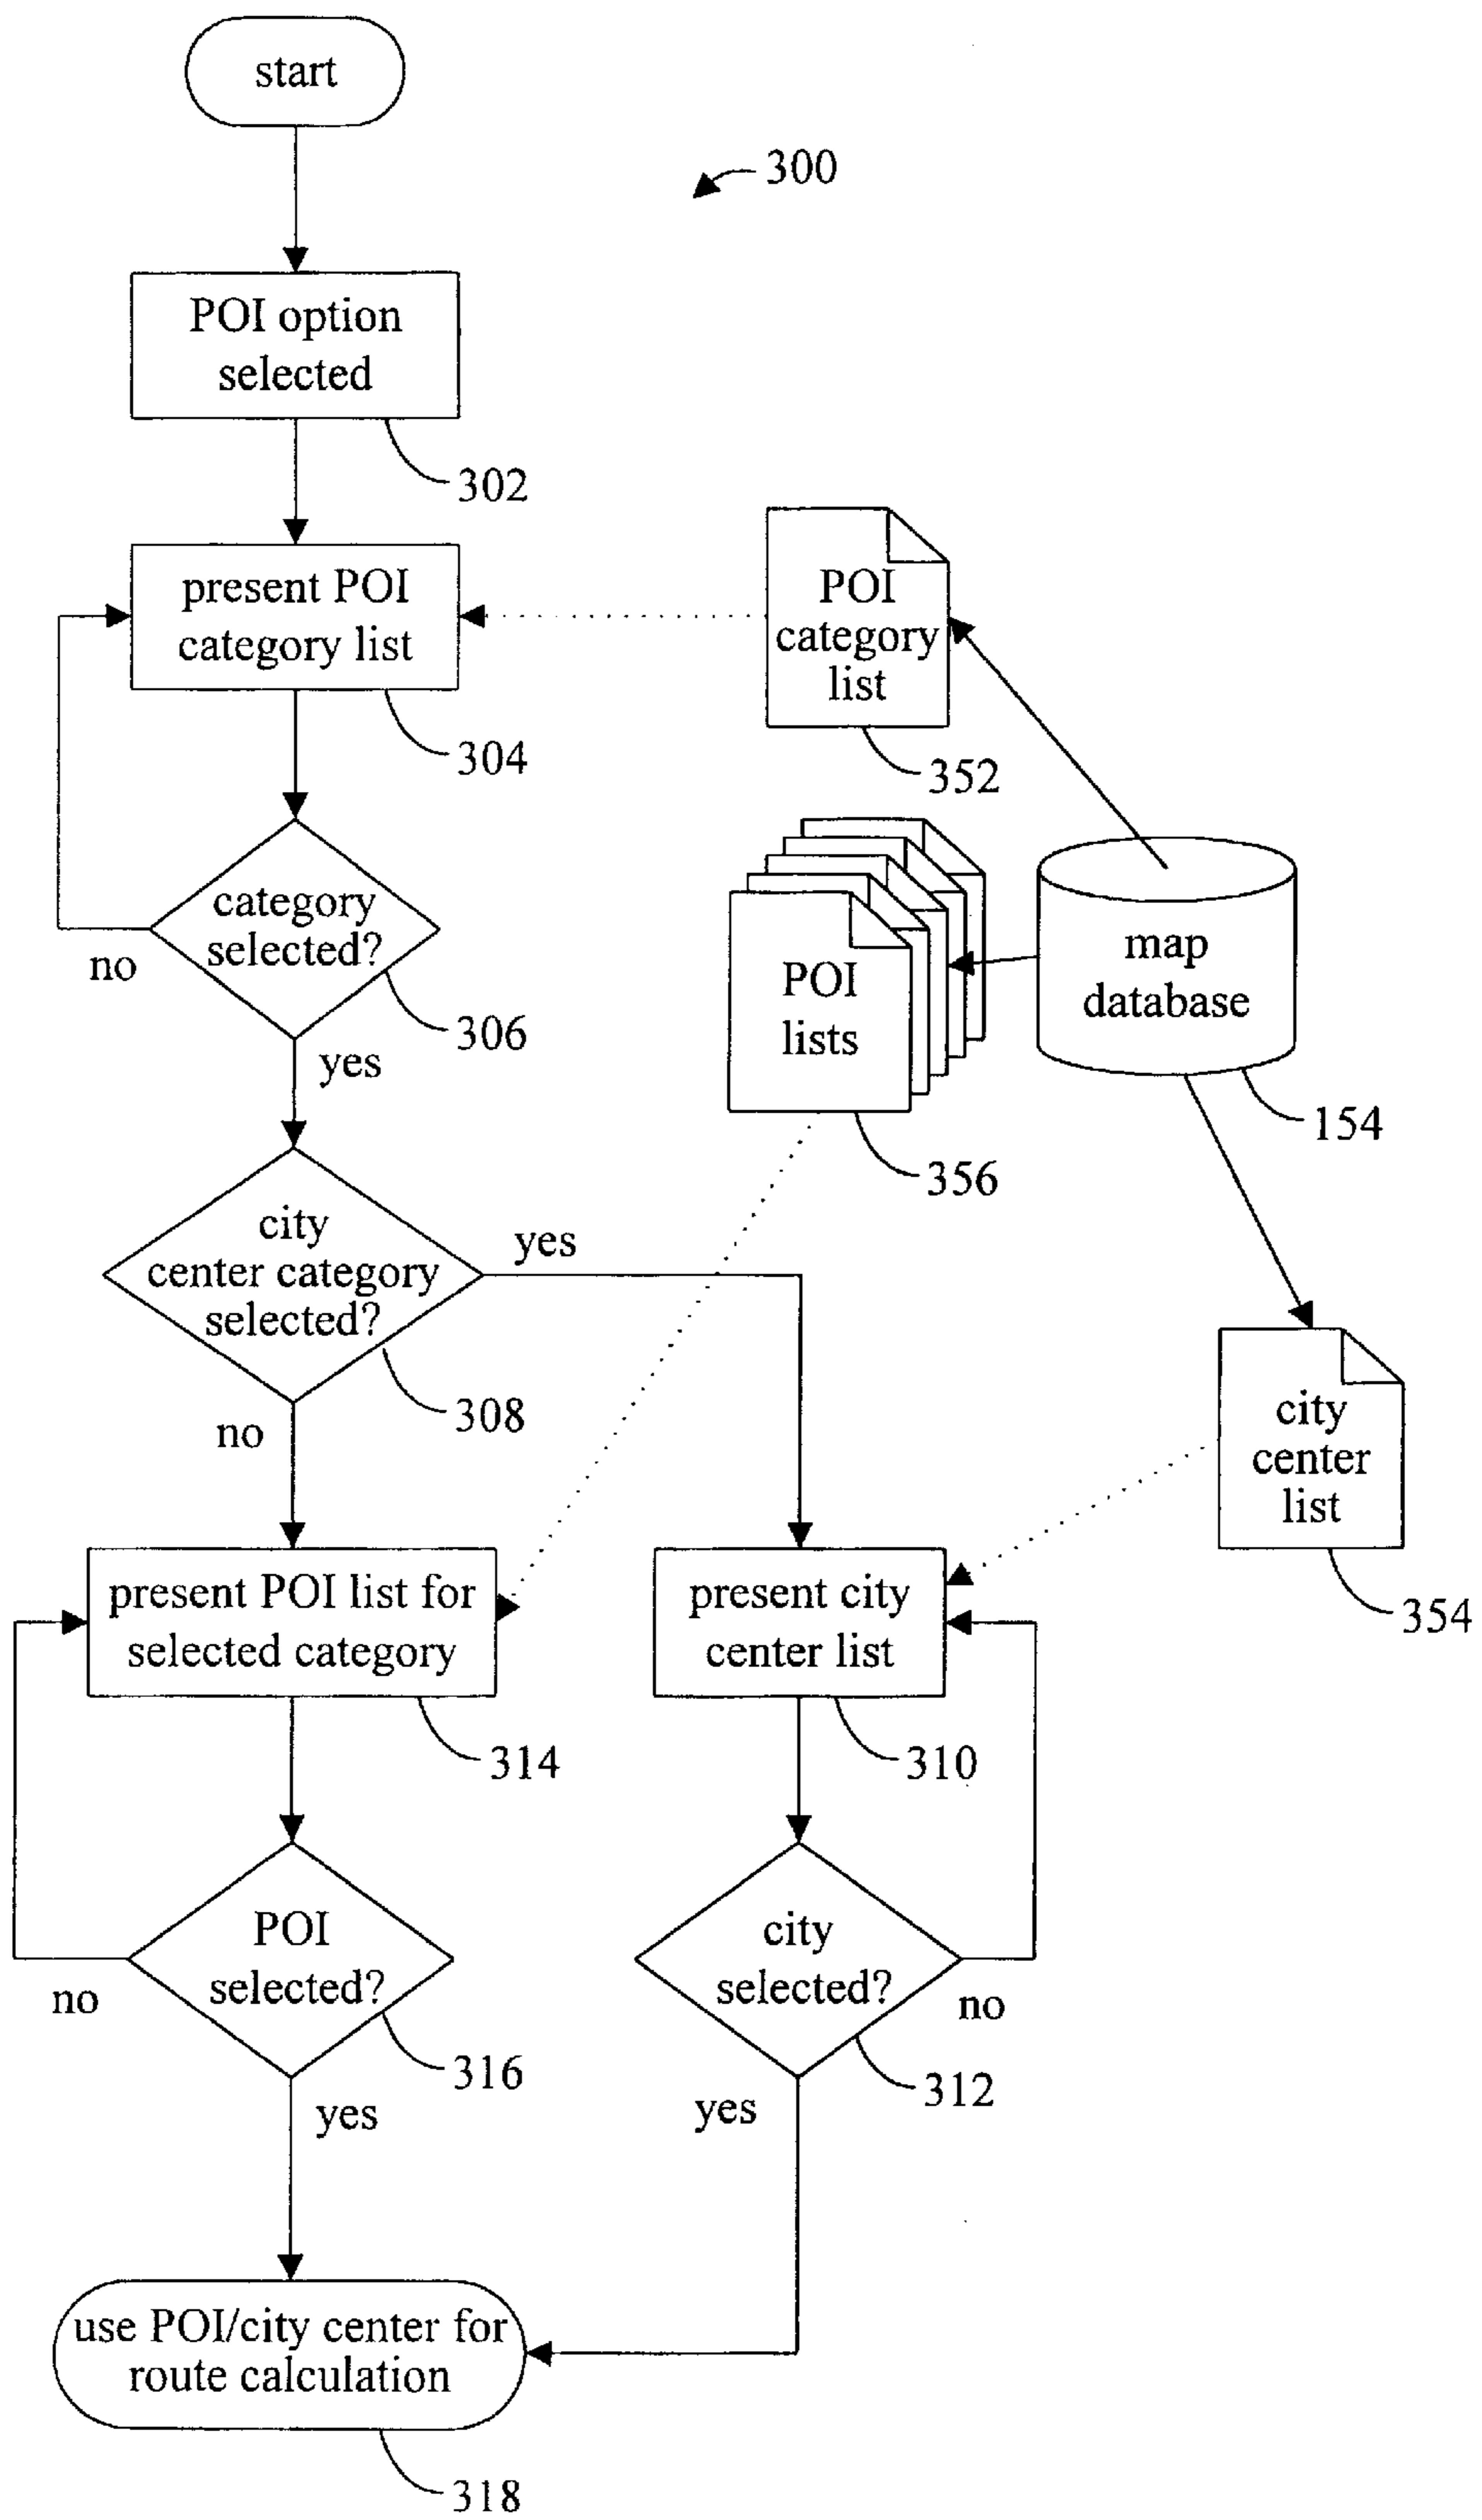 start
300
POI option
selected
302
present POI
category list
304
POI
category
list
352
category
selected?
no
306
yes
POI
lists
356
map
database
154
city
center category
selected?
yes
308
no
city
center
list
354
present POI list for
selected category
314
present city
center list
310
POI
selected?
no
316
yes
city
selected?
no
312
yes
use POI/city center for
route calculation
318